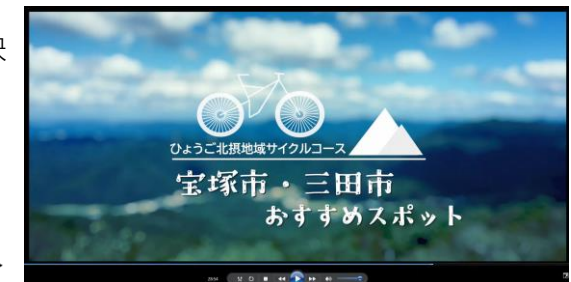 ひょうご北摂地域サイクルコース
宝塚市・三田市
おすすめスポット